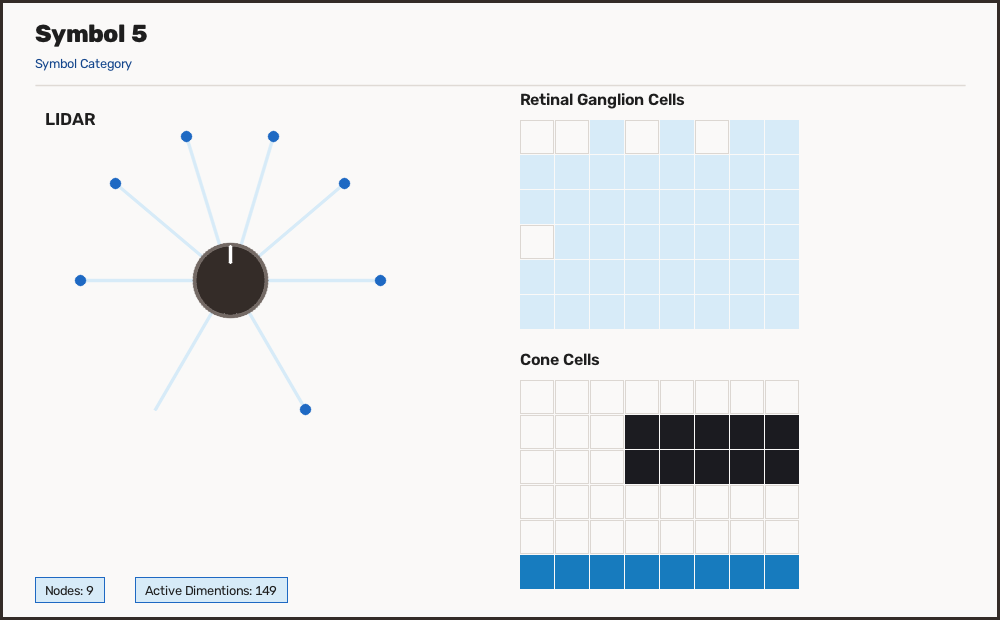 Symbol 5
Symbol Category
LIDAR
Retinal Ganglion Cells
Cone Cells
Nodes: 9
Active Dimentions: 149